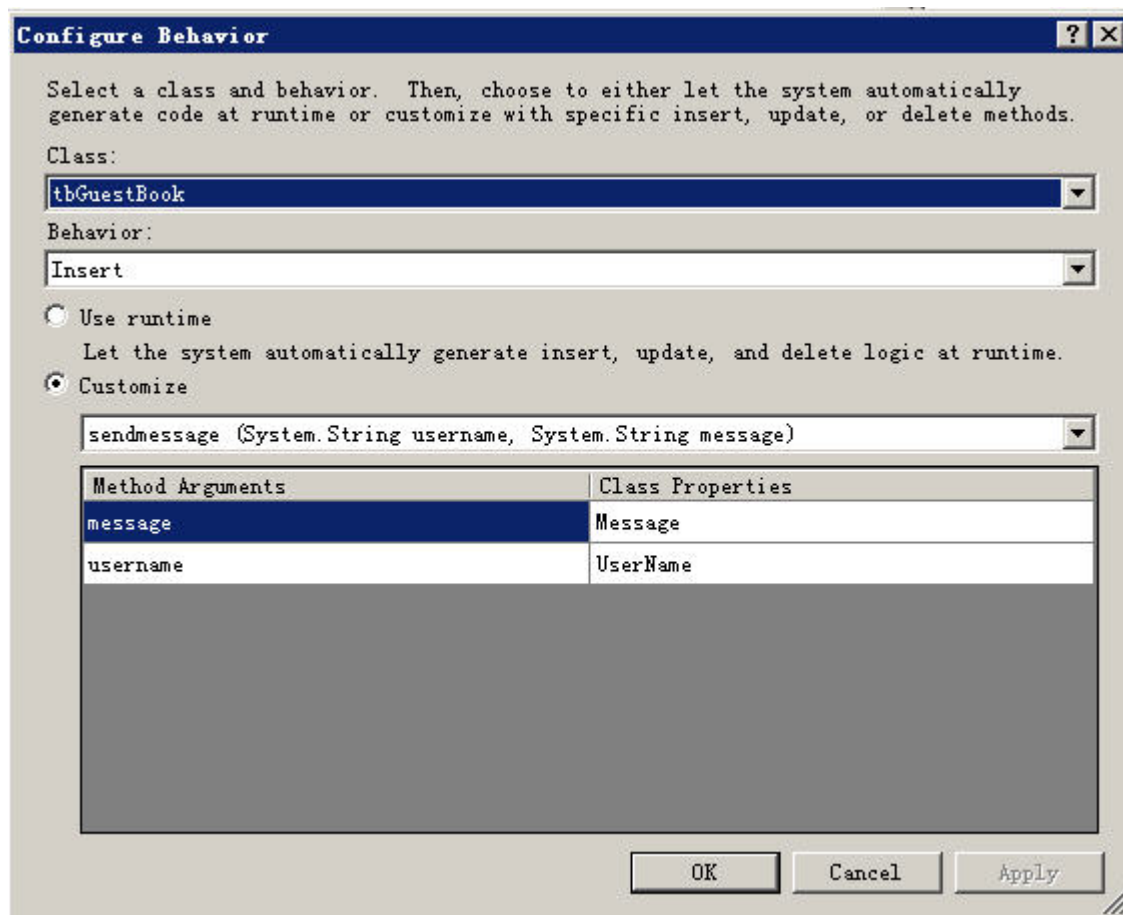 Configure Behavior
Select a class and behavior. Then, choose to either let the system automatically
generate code at runtime or customize with specific insert, update, or delete methods.
Class:
tbGuestBook
Behavior:
Insert
Use runtime
Let the system automatically generate insert, update, and delete logic at runtime.
Customize
sendmessage (System.String username, System.String message)
Method Arguments Class Properties
message Message
username UserName
OK Cancel Apply